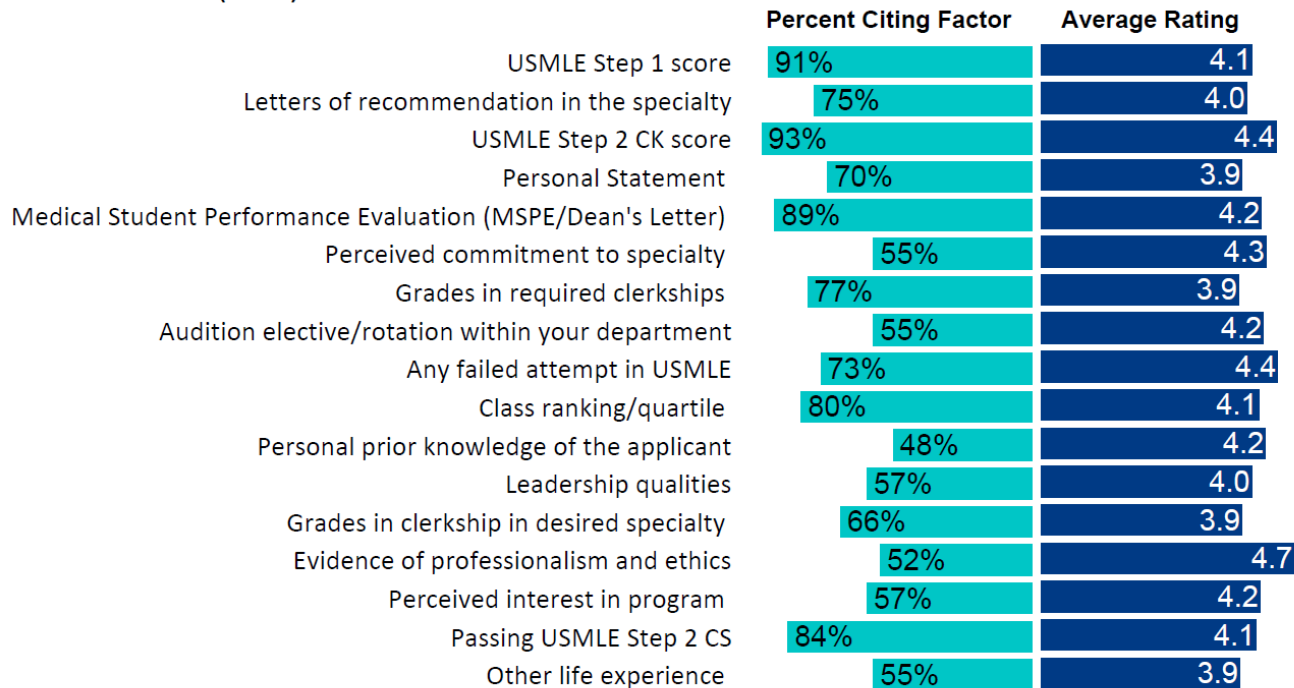 Percent Citing Factor Average Rating
USMLE Step 1 score 91% 4.1
Letters of recommendation in the specialty 75% 4.0
USMLE Step 2 CK score 93% 4.4
Personal Statement 70% 3.9
Medical Student Performance Evaluation (MSPE/Dean's Letter) 89% 4.2
Perceived commitment to specialty 55% 4.3
Grades in required clerkships 77% 3.9
Audition elective/rotation within your department 55% 4.2
Any failed attempt in USMLE 73% 4.4
Class ranking/quartile 80% 4.1
Personal prior knowledge of the applicant 48% 4.2
Leadership qualities 57% 4.0
Grades in clerkship in desired specialty 66% 3.9
Evidence of professionalism and ethics 52% 4.7
Perceived interest in program 57% 4.2
Passing USMLE Step 2 CS 84% 4.1
Other life experience 55% 3.9